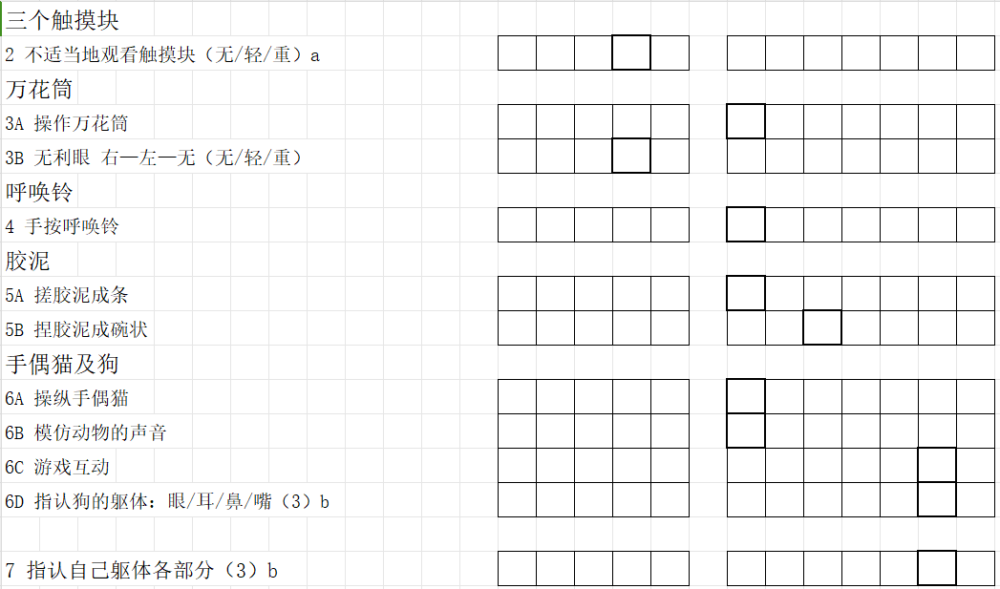 三个触摸块
2 不适当地观看触摸块（无/轻/重）a
万花筒
3A 操作万花筒
3B 无利眼 右—左—无（无/轻/重）
呼唤铃
4 手按呼唤铃
胶泥
5A 搓胶泥成条
5B 捏胶泥成碗状
手偶猫及狗
6A 操纵手偶猫
6B 模仿动物的声音
6C 游戏互动
6D 指认狗的躯体：眼/耳/鼻/嘴（3）b
7 指认自己躯体各部分（3）b